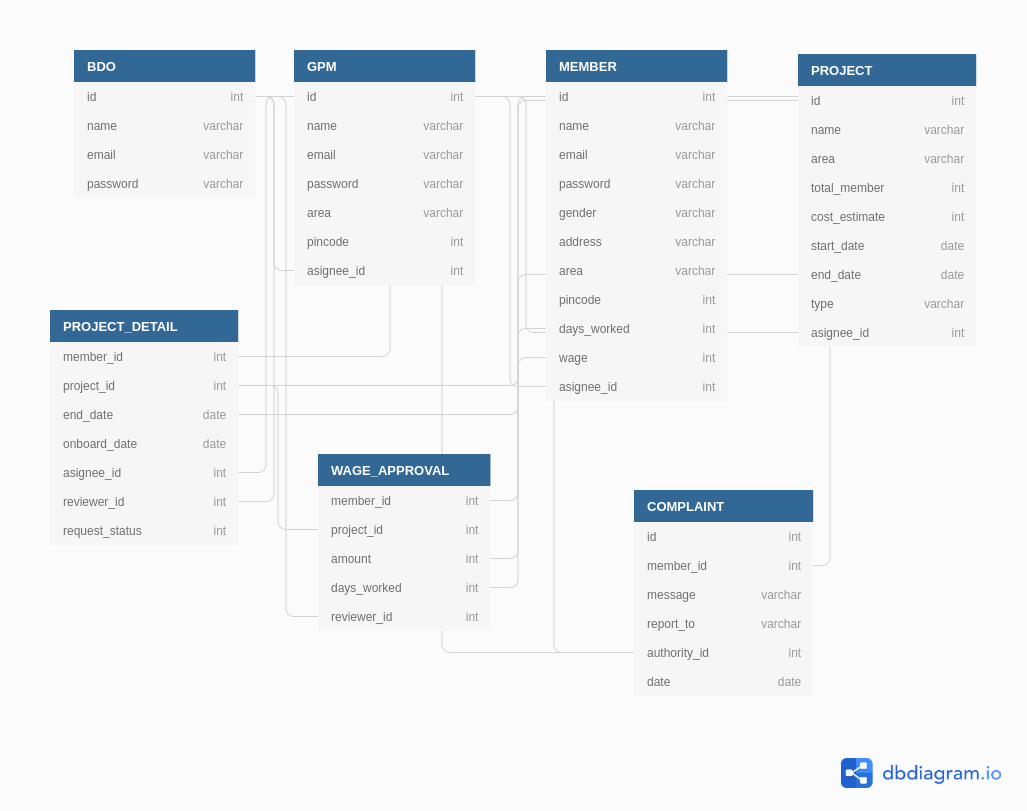 BDO
id int
name varchar
email varchar
password varchar
GPM
id int
name varchar
email varchar
password varchar
area varchar
pincode int
asignee_id int
MEMBER
id int
name varchar
email varchar
password varchar
gender varchar
address varchar
area varchar
pincode int
days_worked int
wage int
asignee_id int
PROJECT
id int
name varchar
area varchar
total_member int
cost_estimate int
start_date date
end_date date
type varchar
asignee_id int
PROJECT_DETAIL
member_id int
project_id int
end_date date
onboard_date date
asignee_id int
reviewer_id int
request_status int
WAGE_APPROVAL
member_id int
project_id int
amount int
days_worked int
reviewer_id int
COMPLAINT
id int
member_id int
message varchar
report_to varchar
authority_id int
date date
dbdiagram.io